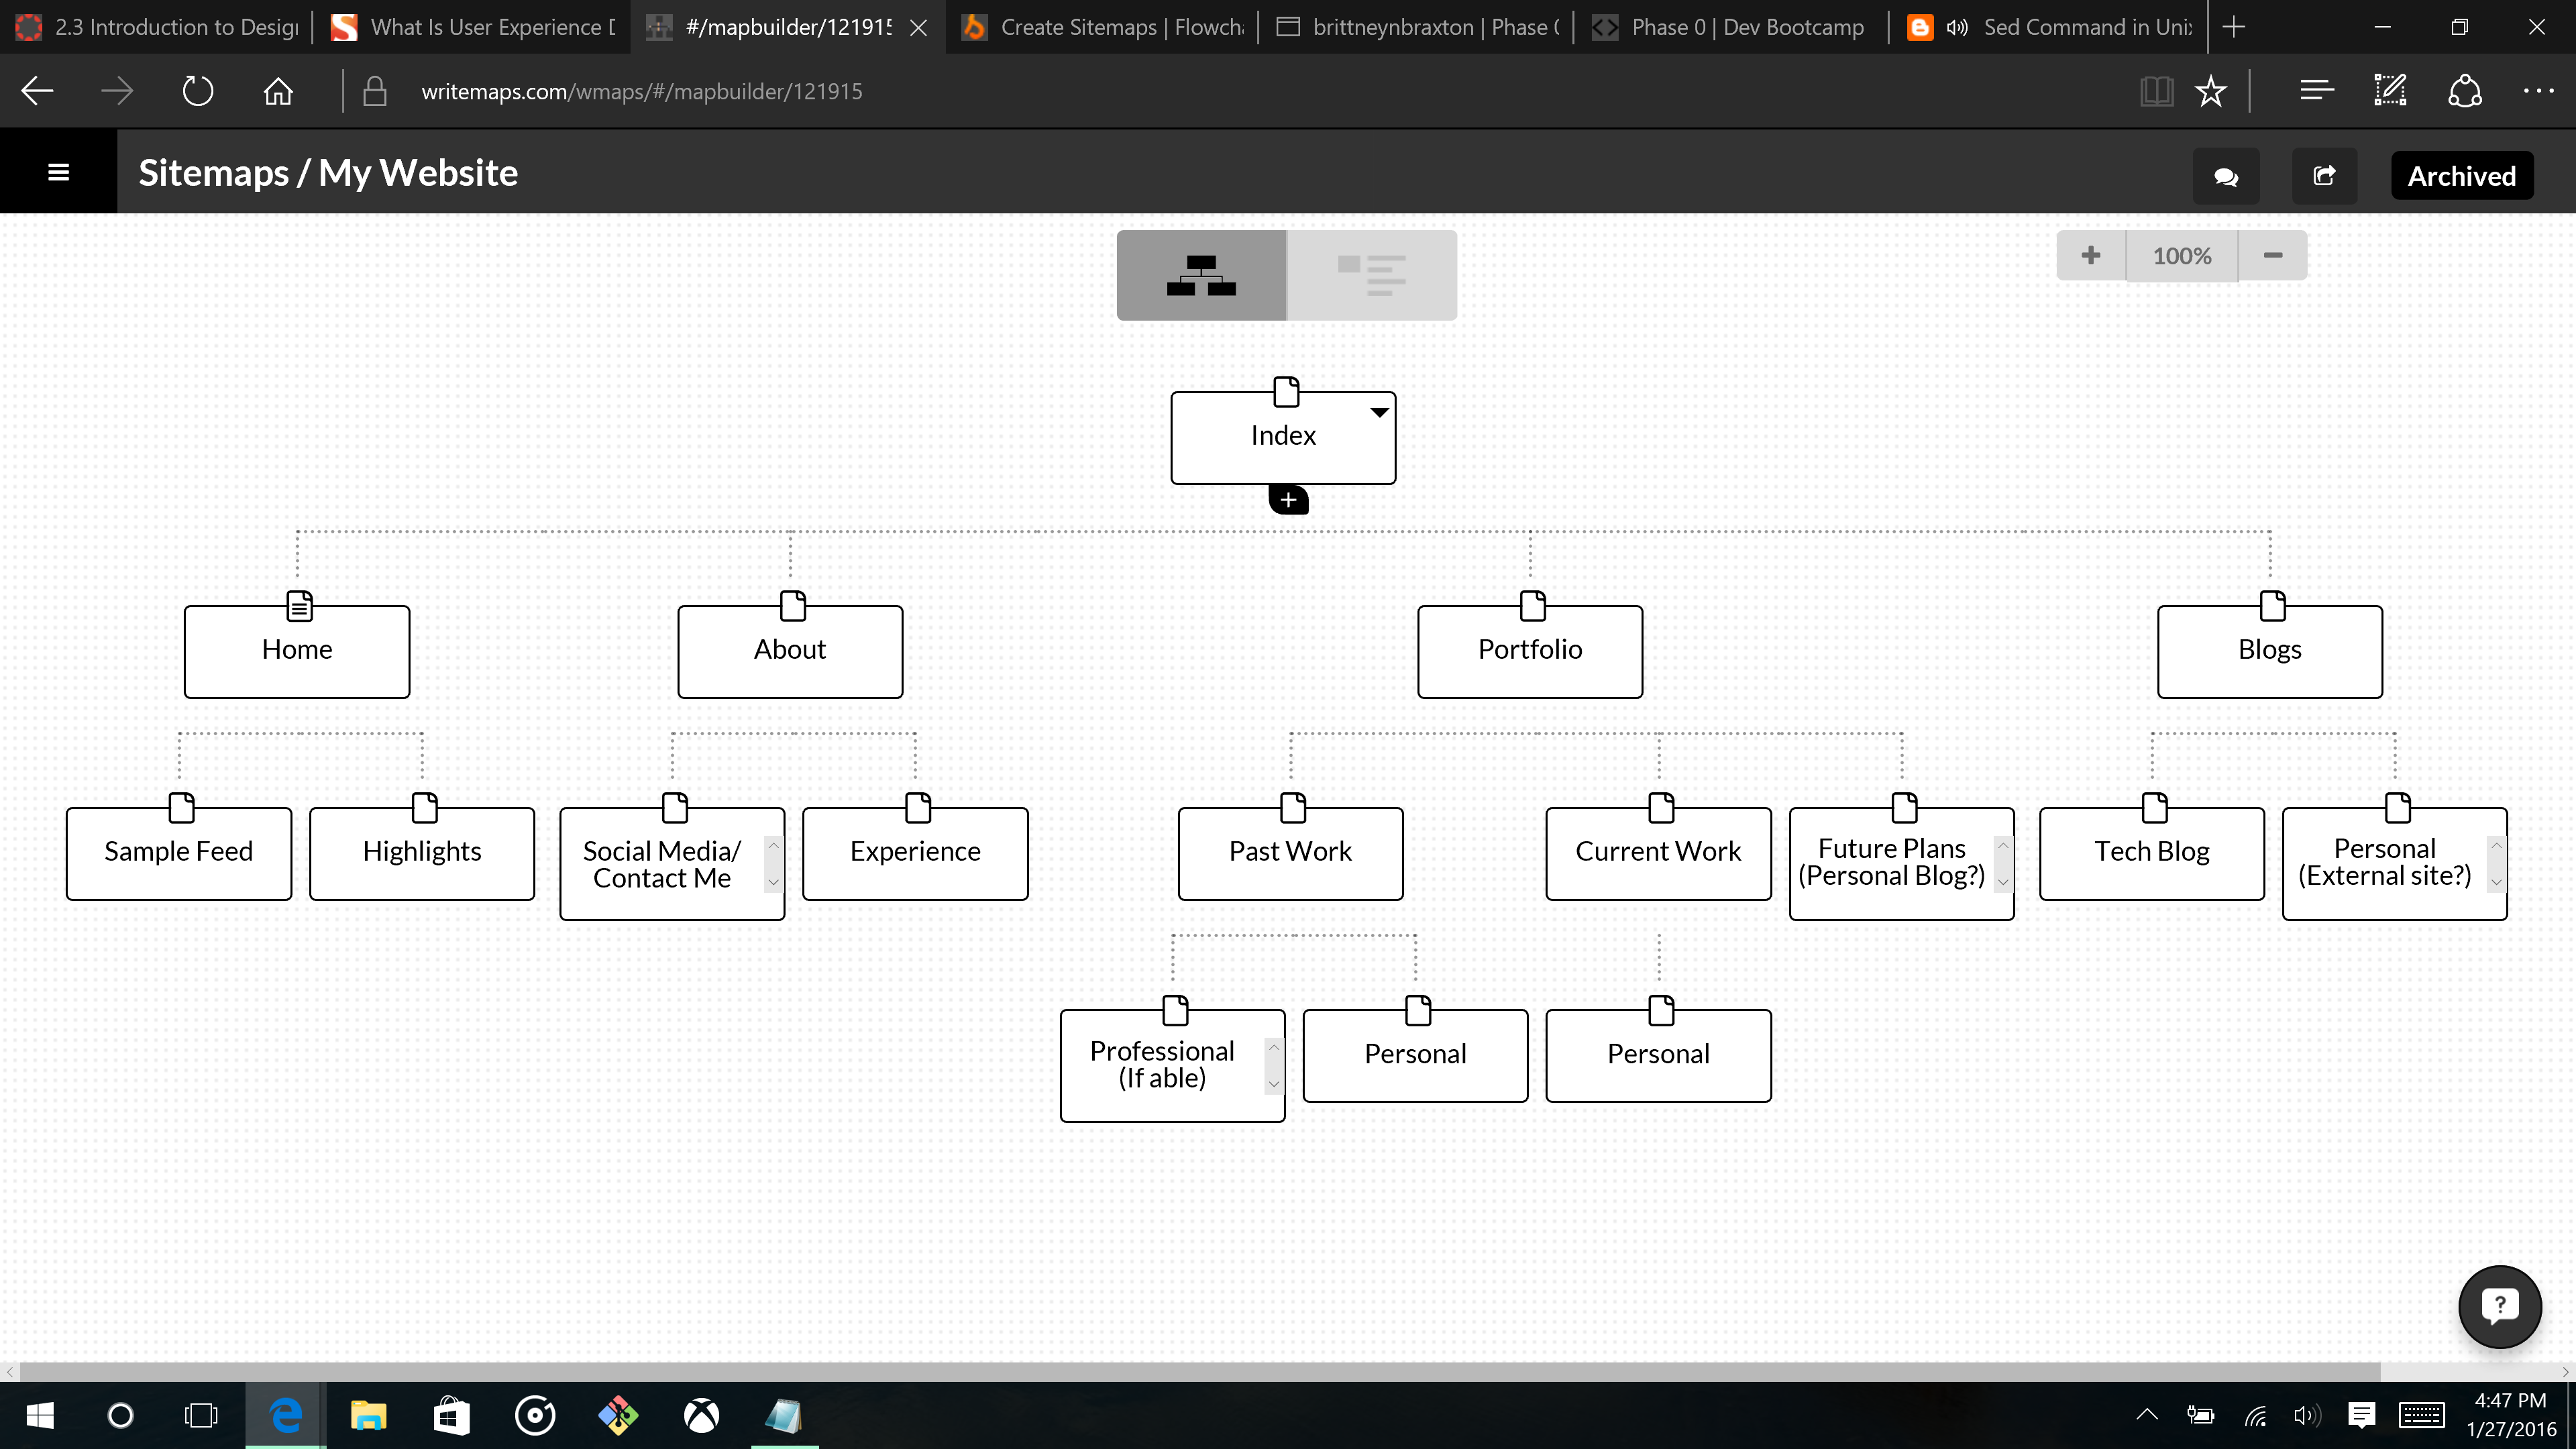 2.3 Introduction to Desig
What Is User Experience D
#/mapbuilder/121915
Create Sitemaps | Flowcha
brittneynbraxton | Phase
Phase 0 | Dev Bootcamp
Sed Command in Unix
writemaps.com/wmaps/#/mapbuilder/121915
Sitemaps / My Website
Archived
100%
Index
Home
About
Portfolio
Blogs
Sample Feed
Highlights
Social Media/
Contact Me
Experience
Past Work
Current Work
Future Plans
(Personal Blog?)
Tech Blog
Personal
(External site?)
Professional
(If able)
Personal
Personal
4:47 PM
1/27/2016